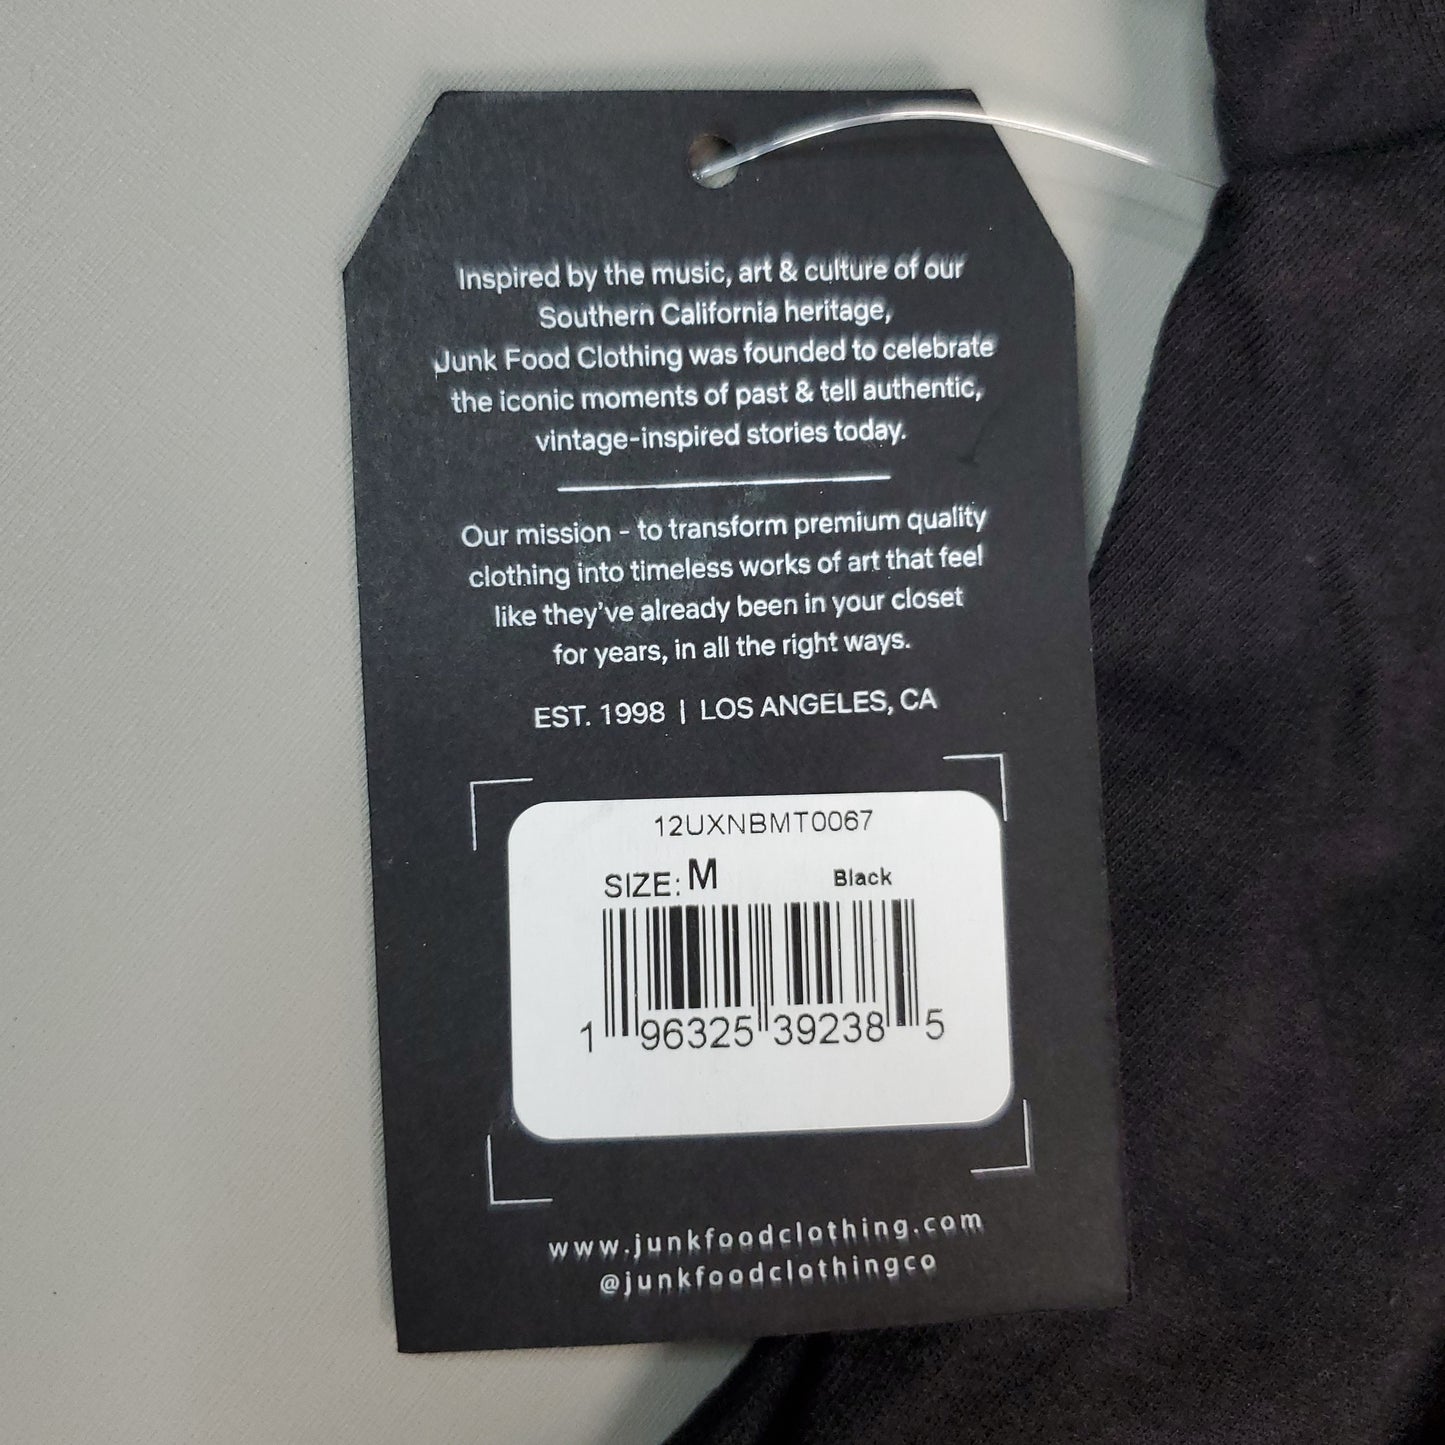 Inspired by the music, art & culture of our
Southern California heritage,
Junk Food Clothing was founded to celebrate
the iconic moments of past & tell authentic,
vintage-inspired stories today.
Our mission - to transform premium quality
clothing into timeless works of art that feel
like they've already been in your closet
for years, in all the right ways.
EST. 1998 | LOS ANGELES, CA
12UXNBMT0067
SIZE: M Black
1 96325 39238 5
www.junkfoodclothing.com
@junkfoodclothingco